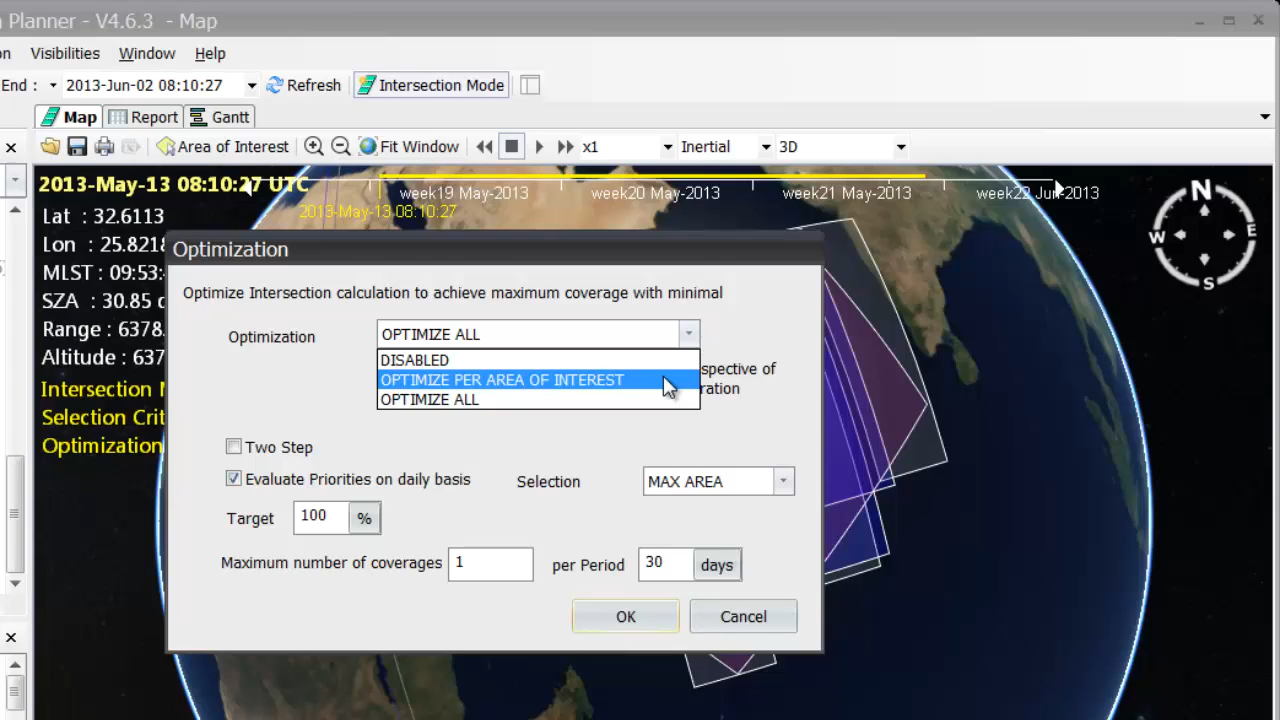 Planner - V4.6.3 - Map
Visibilities Window Help
End : 2013-Jun-02 08:10:27 Refresh Intersection Mode
Map Report Gantt
Area of Interest Fit Window x1 Inertial 3D
2013-May-13 08:10:27 UTC
week19 May-2013 week20 May-2013 week21 May-2013 week22 Jun-2013
2013-May-13 08:10:27
N
W E
S
Lat : 32.6113
Lon : 25.8218
MLST : 09:53:
SZA : 30.85
Range : 6378.
Altitude : 637
Intersection
Selection
Optimization
Optimization
Optimize Intersection calculation to achieve maximum coverage with minimal
Optimization OPTIMIZE ALL
DISABLED
OPTIMIZE PER AREA OF INTEREST
OPTIMIZE ALL
Two Step
Evaluate Priorities on daily basis Selection MAX AREA
Target 100 %
Maximum number of coverages 1 per Period 30 days
OK Cancel